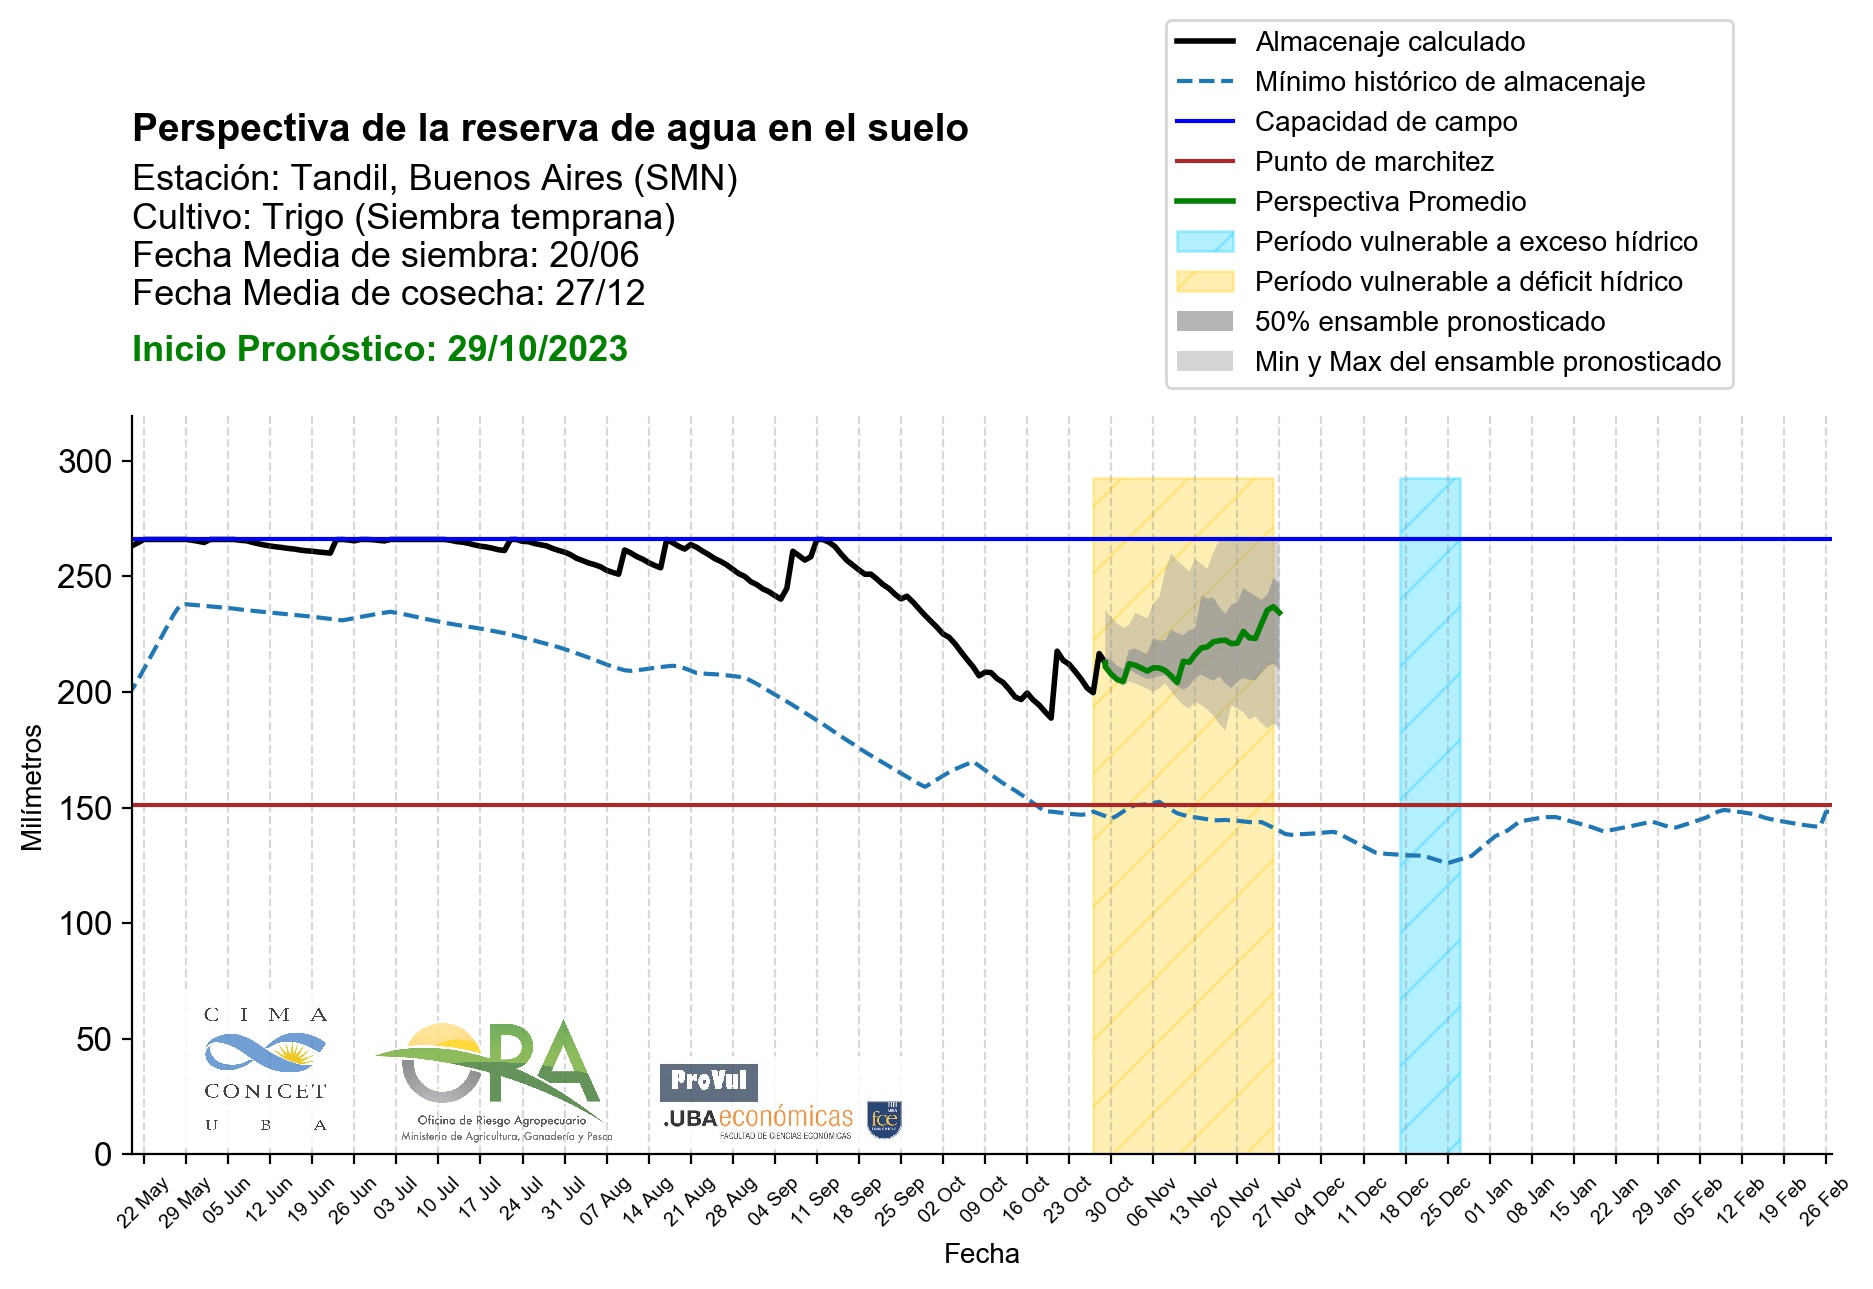 Almacenaje calculado
Mínimo histórico de almacenaje
Capacidad de campo
Punto de marchitez
Perspectiva Promedio
Período vulnerable a exceso hídrico
Período vulnerable a déficit hídrico
50% ensamble pronosticado
Min y Max del ensamble pronosticado
Perspectiva de la reserva de agua en el suelo
Estación: Tandil, Buenos Aires (SMN)
Cultivo: Trigo (Siembra temprana)
Fecha Media de siembra: 20/06
Fecha Media de cosecha: 27/12
Inicio Pronóstico: 29/10/2023
Milímetros
300
250
200
150
100
50
0
CIMA
CONICET
UBA
ORA
Oficina de Riesgo Agropecuario
Ministerio de Agricultura, Ganadería y Pesca
ProVul
.UBAeconómicas
FACULTAD DE CIENCIAS ECONÓMICAS
fce
22 May
29 May
05 Jun
12 Jun
19 Jun
26 Jun
03 Jul
10 Jul
17 Jul
24 Jul
31 Jul
07 Aug
14 Aug
21 Aug
28 Aug
04 Sep
11 Sep
18 Sep
25 Sep
02 Oct
09 Oct
16 Oct
23 Oct
30 Oct
06 Nov
13 Nov
20 Nov
27 Nov
04 Dec
11 Dec
18 Dec
25 Dec
01 Jan
08 Jan
15 Jan
22 Jan
29 Jan
05 Feb
12 Feb
19 Feb
26 Feb
Fecha